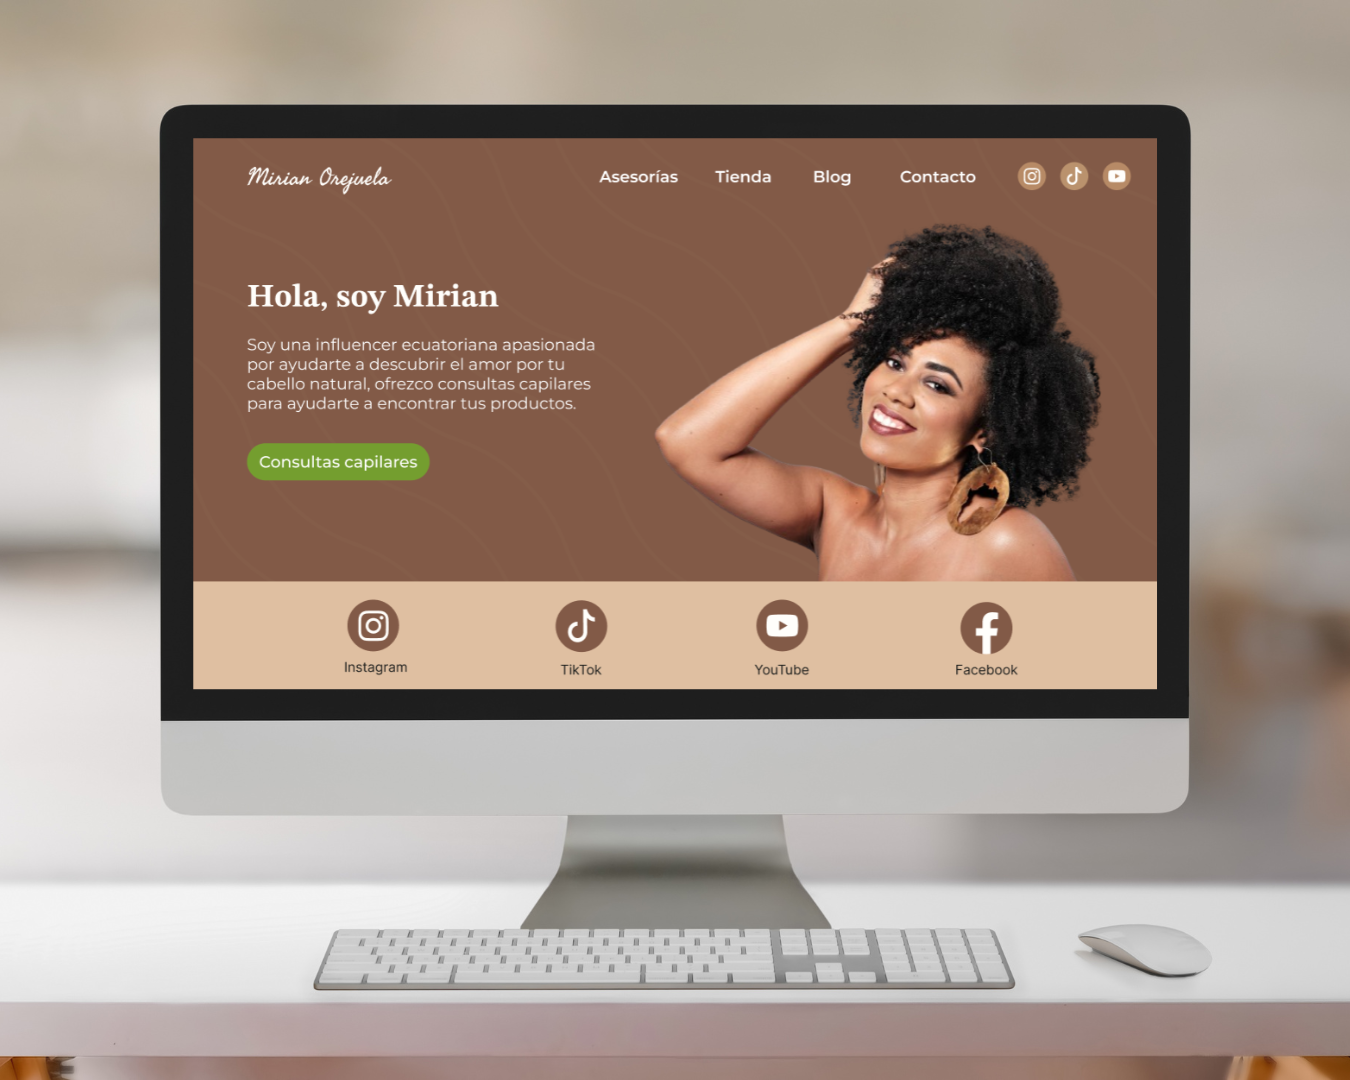 Mirian Orejuela
Asesorías Tienda Blog Contacto
Hola, soy Mirian
Soy una influencer ecuatoriana apasionada
por ayudarte a descubrir el amor por tu
cabello natural, ofrezco consultas capilares
para ayudarte a encontrar tus productos.
Consultas capilares
Instagram TikTok YouTube Facebook